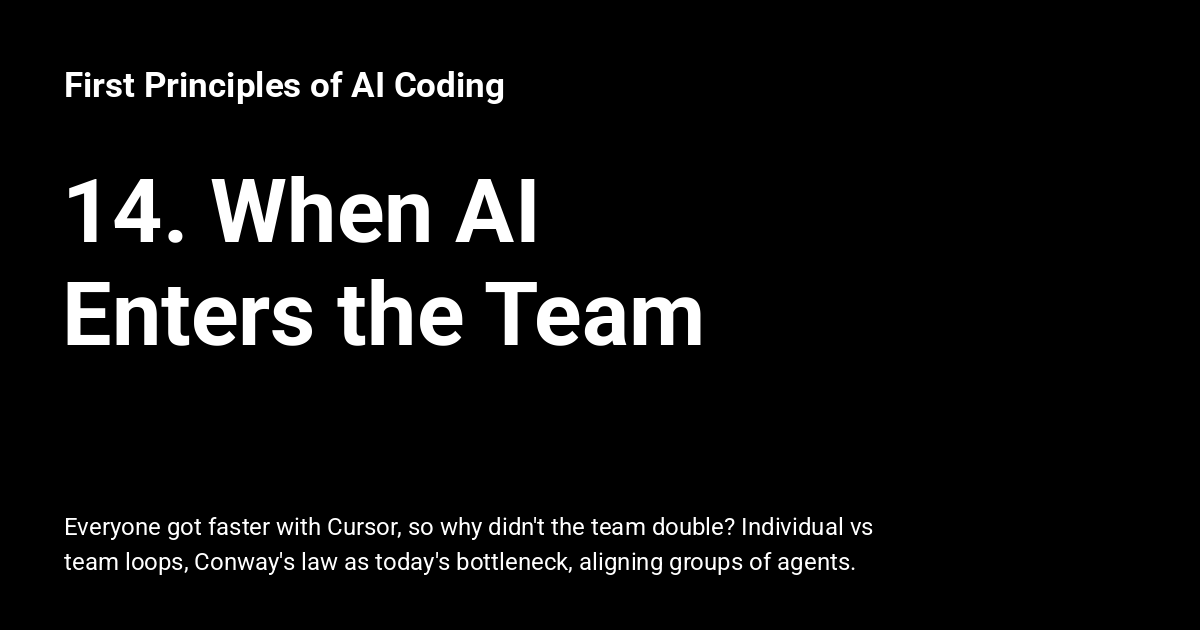 First Principles of AI Coding
14. When AI
Enters the Team
Everyone got faster with Cursor, so why didn't the team double? Individual vs
team loops, Conway's law as today's bottleneck, aligning groups of agents.